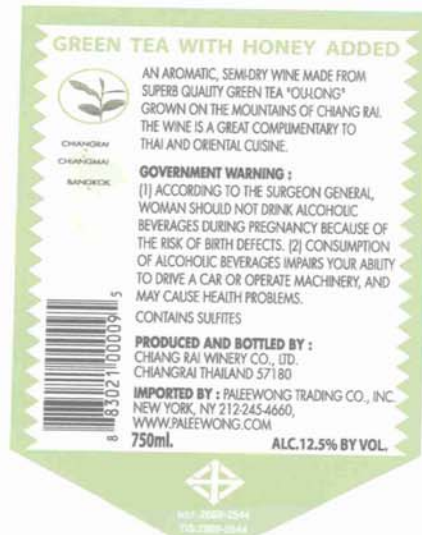 GREEN TEA WITH HONEY ADDED
AN AROMATIC, SEMI-DRY WINE MADE FROM
SUPERB QUALITY GREEN TEA "OU-LONG"
GROWN ON THE MOUNTAINS OF CHIANG RAI.
THE WINE IS A GREAT COMPLIMENTARY TO
THAI AND ORIENTAL CUISINE.
CHIANGRAI
CHIANGMAI
BANGKOK
GOVERNMENT WARNING :
(1) ACCORDING TO THE SURGEON GENERAL,
WOMAN SHOULD NOT DRINK ALCOHOLIC
BEVERAGES DURING PREGNANCY BECAUSE OF
THE RISK OF BIRTH DEFECTS. (2) CONSUMPTION
OF ALCOHOLIC BEVERAGES IMPAIRS YOUR ABILITY
TO DRIVE A CAR OR OPERATE MACHINERY, AND
MAY CAUSE HEALTH PROBLEMS.
CONTAINS SULFITES
PRODUCED AND BOTTLED BY :
CHIANG RAI WINERY CO., LTD.
CHIANGRAI THAILAND 57180
IMPORTED BY : PALEEWONG TRADING CO., INC.
NEW YORK, NY 212-245-4660,
WWW.PALEEWONG.COM
750ml. ALC.12.5% BY VOL.
8 83021 00009 5